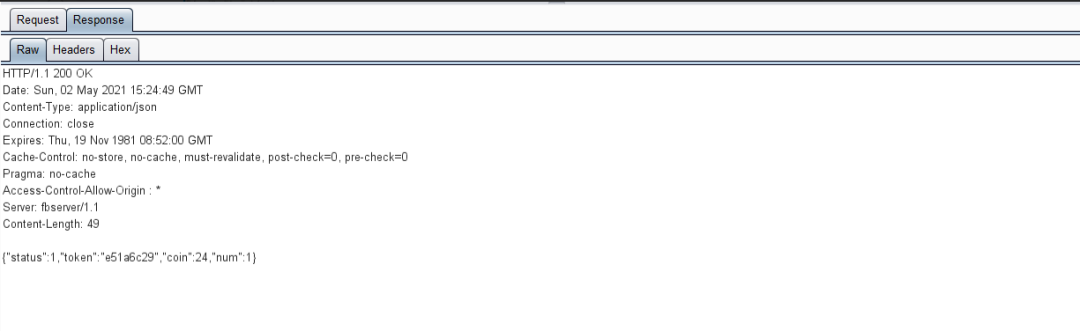 Request Response
Raw Headers Hex
HTTP/1.1 200 OK
Date: Sun, 02 May 2021 15:24:49 GMT
Content-Type: application/json
Connection: close
Expires: Thu, 19 Nov 1981 08:52:00 GMT
Cache-Control: no-store, no-cache, must-revalidate, post-check=0, pre-check=0
Pragma: no-cache
Access-Control-Allow-Origin : *
Server: fbserver/1.1
Content-Length: 49
{"status":1,"token":"e51a6c29","coin":24,"num":1}